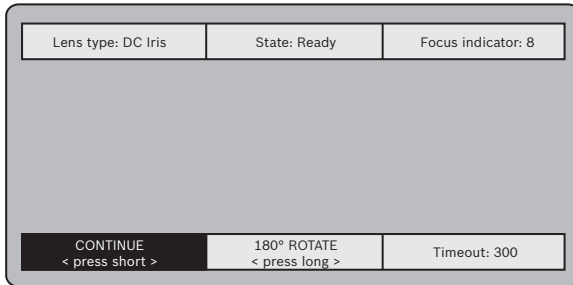 Lens type: DC Iris
State: Ready
Focus indicator: 8
CONTINUE
< press short >
180° ROTATE
< press long >
Timeout: 300